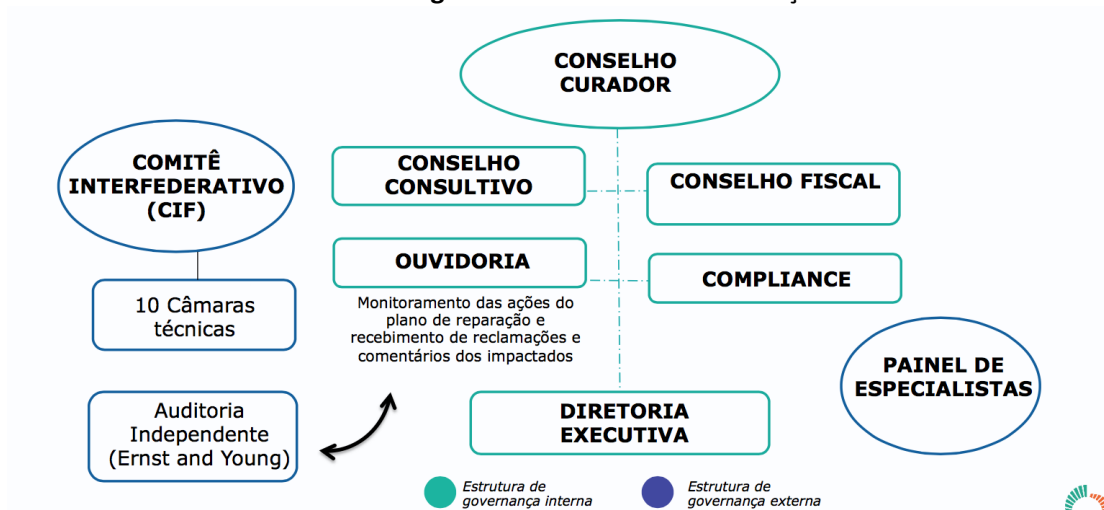 CONSELHO
CURADOR
COMITÊ
INTERFEDERATIVO
(CIF)
CONSELHO
CONSULTIVO
CONSELHO FISCAL
OUVIDORIA
COMPLIANCE
10 Câmaras
técnicas
Monitoramento das ações do
plano de reparação e
recebimento de reclamações e
comentários dos impactados
PAINEL DE
ESPECIALISTAS
Auditoria
Independente
(Ernst and Young)
DIRETORIA
EXECUTIVA
Estrutura de
governança interna
Estrutura de
governança externa